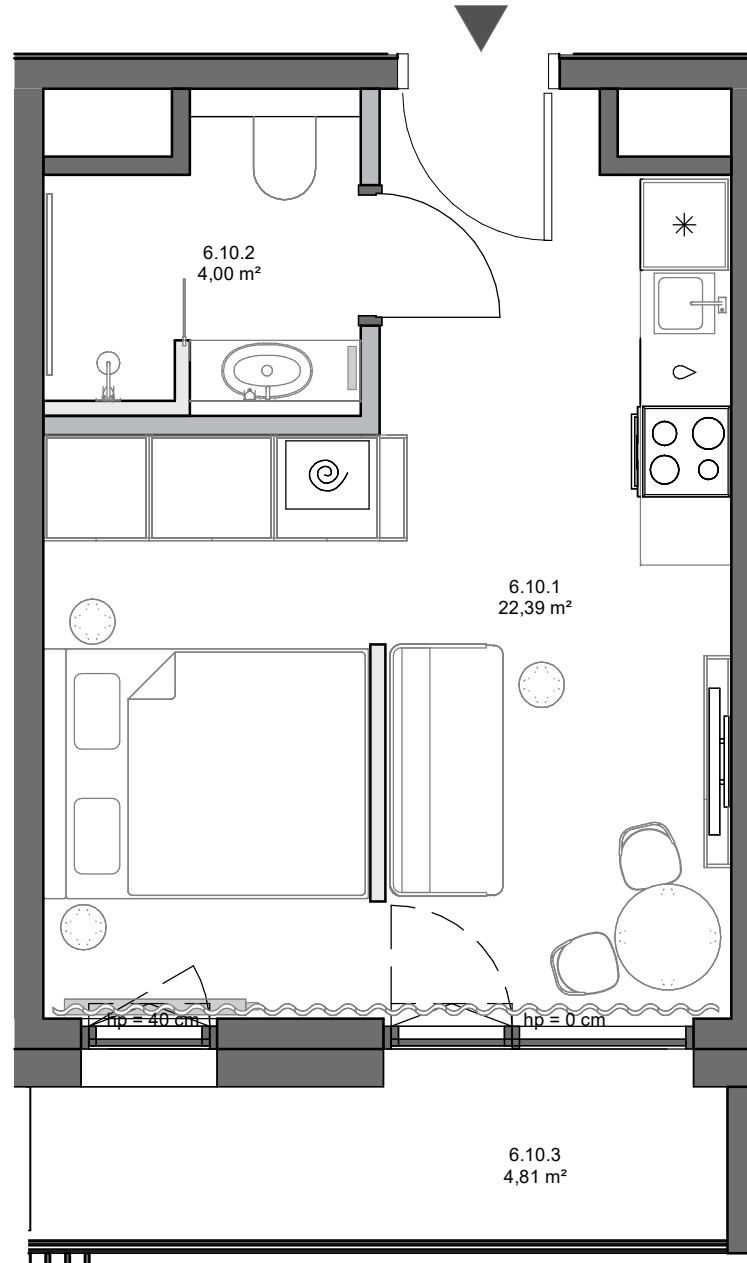 6.10.2
4,00 m²
6.10.1
22,39 m²
hp = 40 cm
hp = 0 cm
6.10.3
4,81 m²